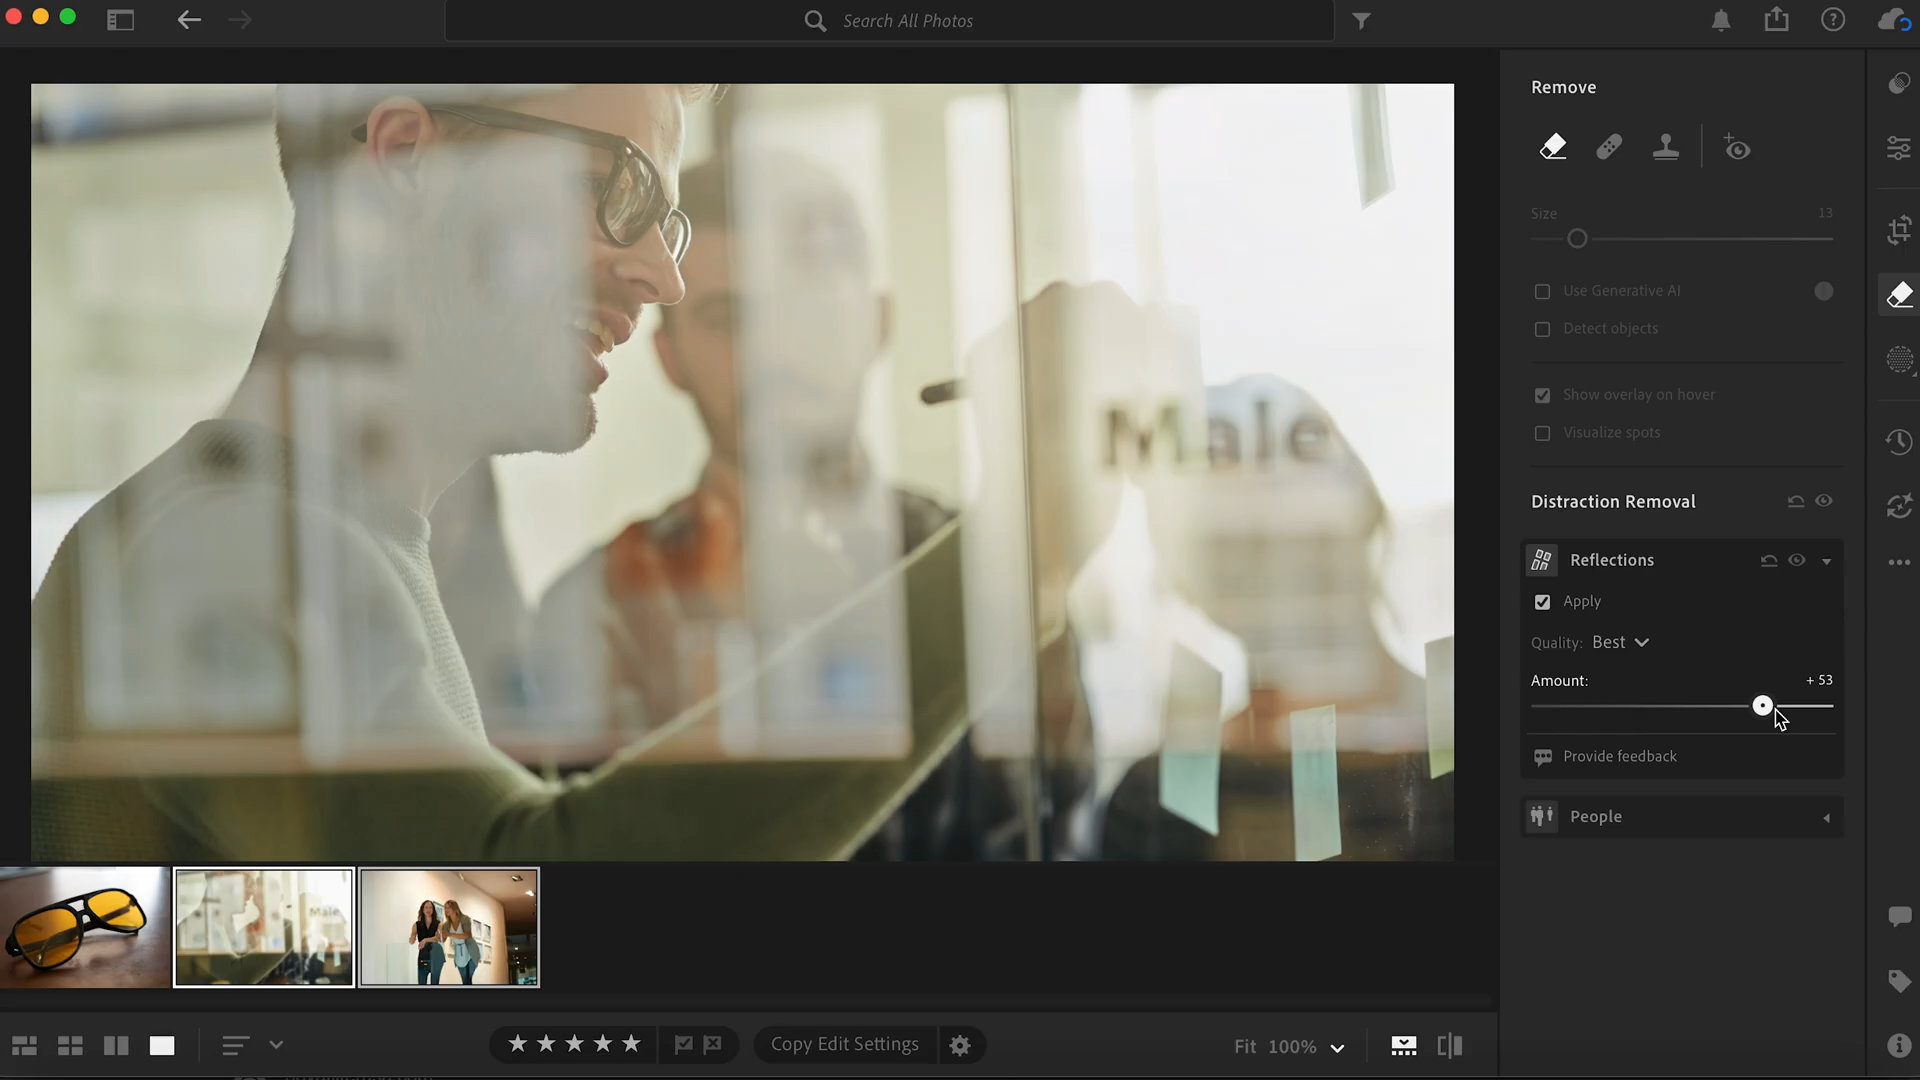 Search All Photos
Remove
Size 13
Use Generative AI
Detect objects
Show overlay on hover
Visualize spots
Distraction Removal
Reflections
Apply
Quality: Best
Amount: + 53
Provide feedback
People
Male
Male
Copy Edit Settings
Fit 100%